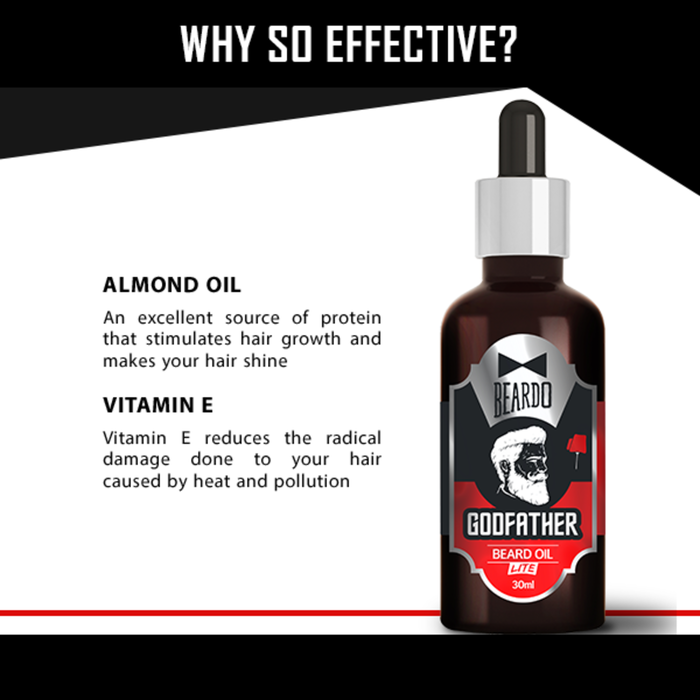 WHY SO EFFECTIVE?
ALMOND OIL
An excellent source of protein
that stimulates hair growth and
makes your hair shine
VITAMIN E
Vitamin E reduces the radical
damage done to your hair
caused by heat and pollution
BEARDO
GODFATHER
BEARD OIL
LITE
30ml